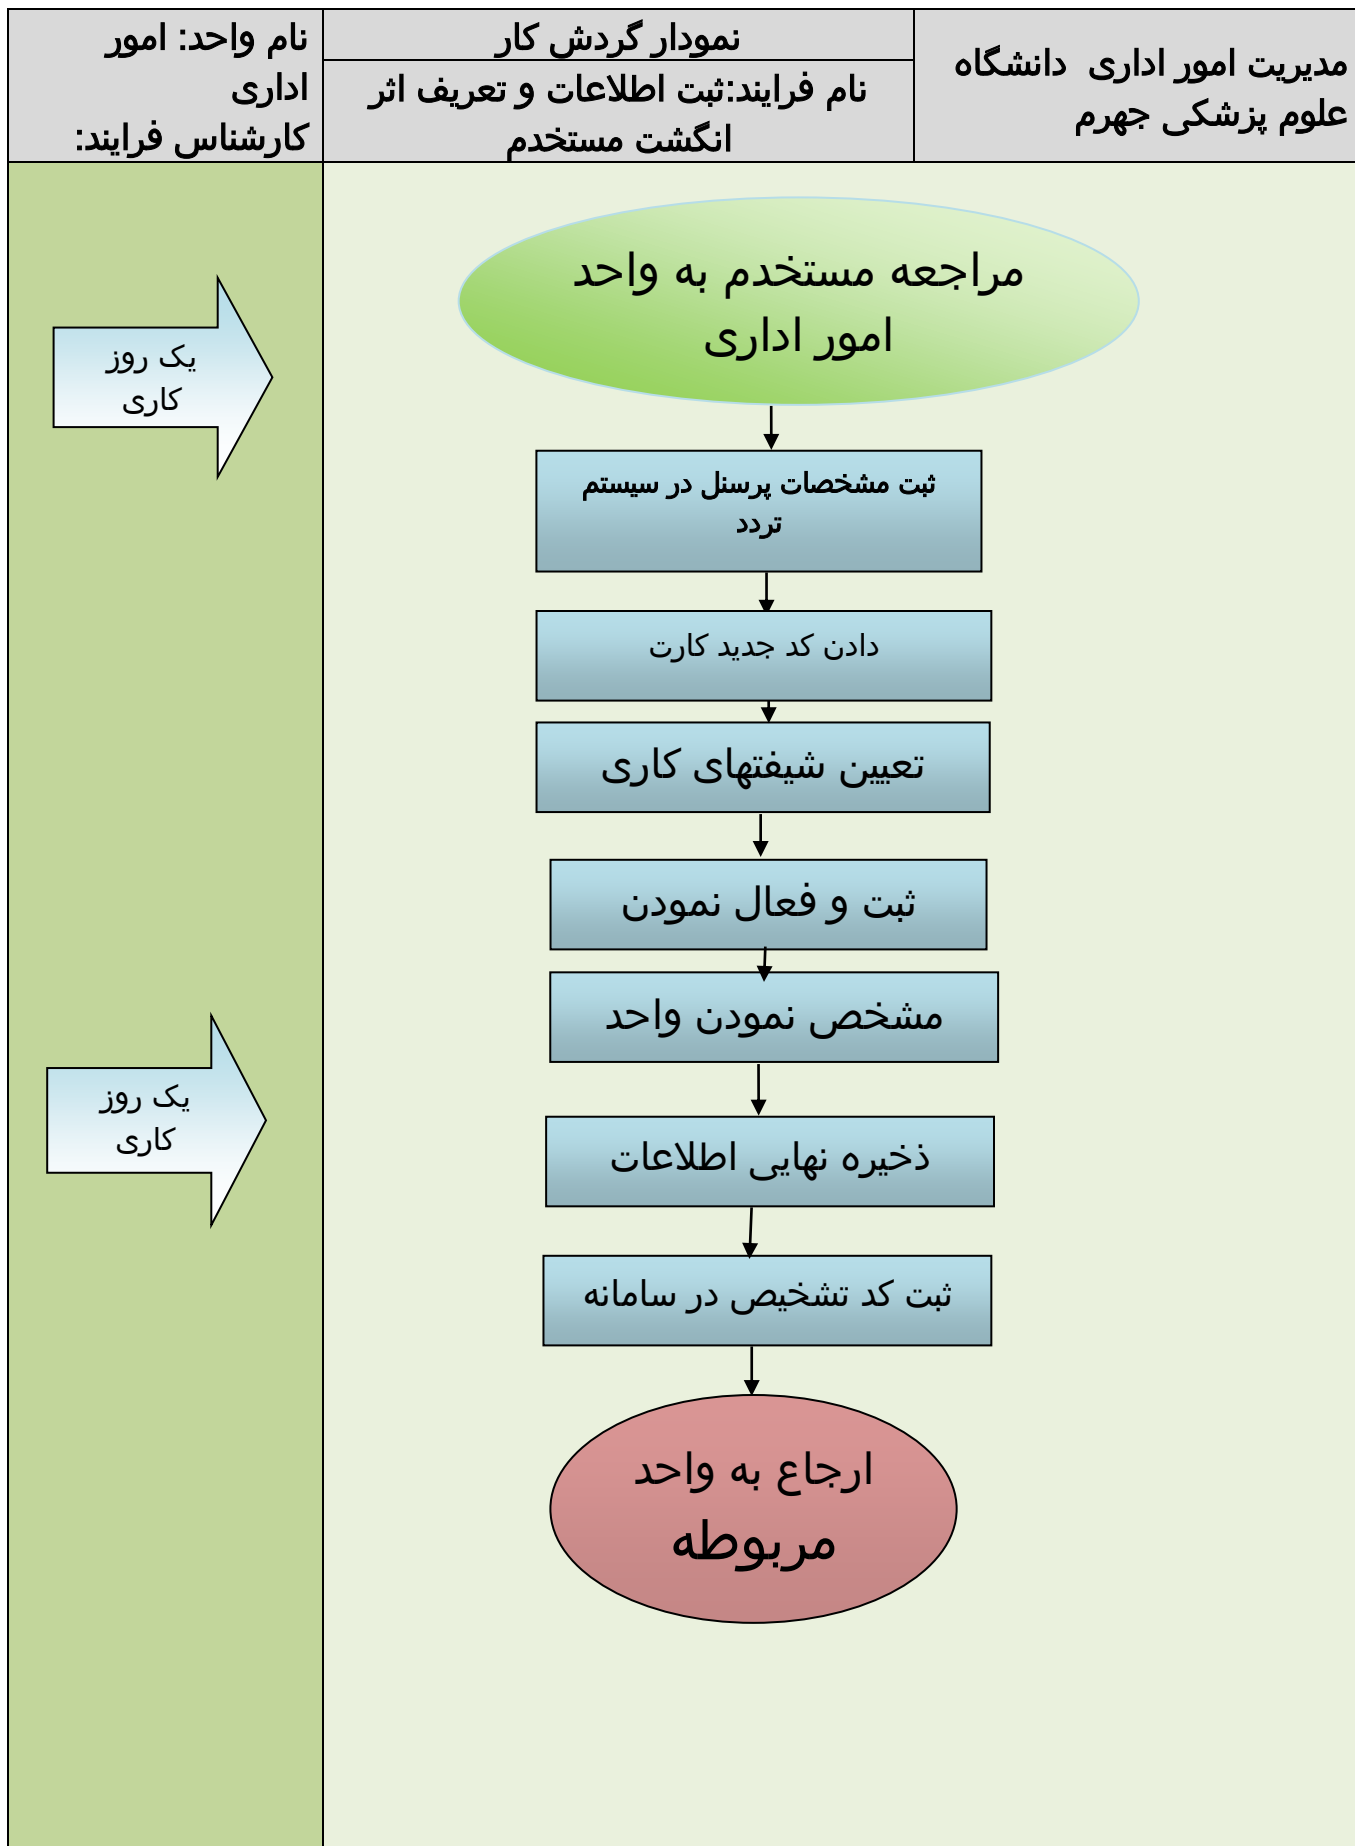 مدیریت امور اداری دانشگاه
علوم پزشکی جهرم
نمودار گردش کار
نام فرایند:ثبت اطلاعات و تعریف اثر
انگشت مستخدم
نام واحد: امور
اداری
کارشناس فرایند:
مراجعه مستخدم به واحد
امور اداری
یک روز
کاری
ثبت مشخصات پرسنل در سیستم
تردد
دادن کد جدید کارت
تعیین شیفتهای کاری
ثبت و فعال نمودن
مشخص نمودن واحد
یک روز
کاری
ذخیره نهایی اطلاعات
ثبت کد تشخیص در سامانه
ارجاع به واحد
مربوطه